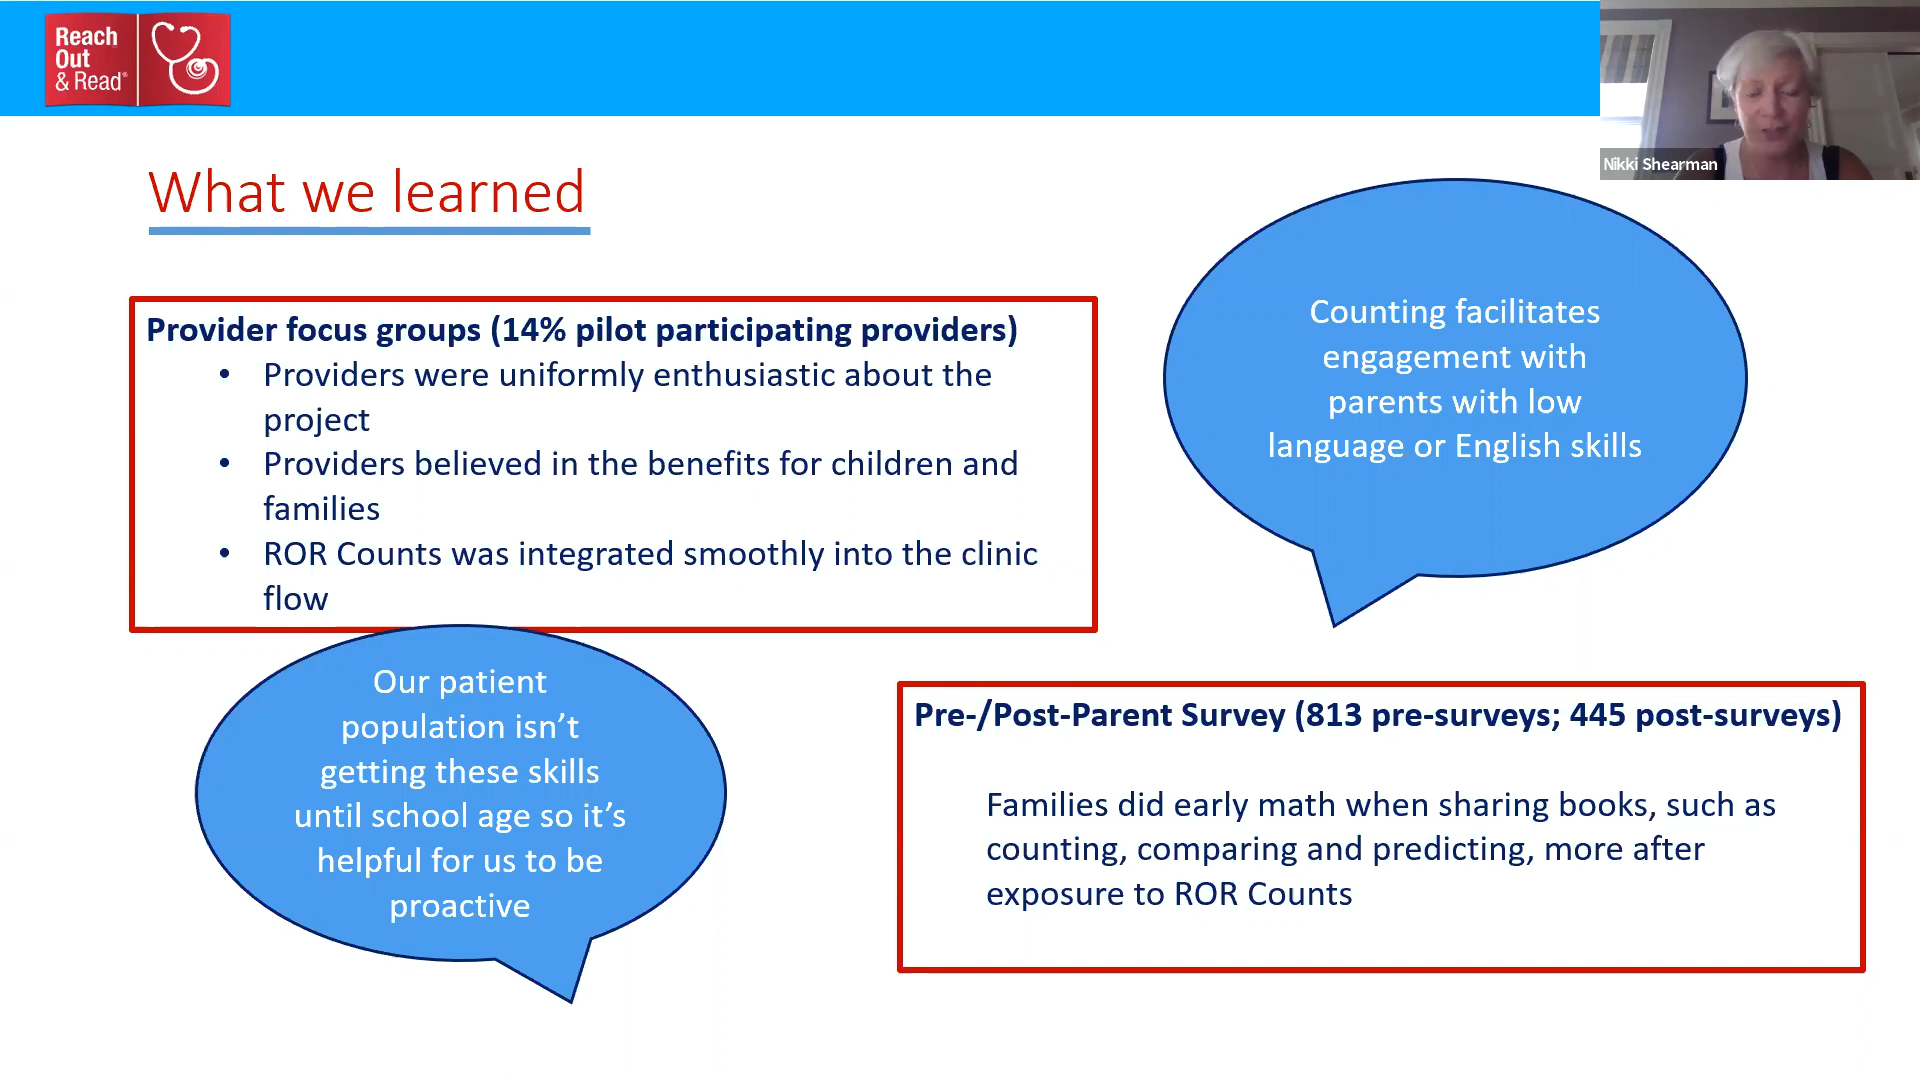 Reach
Out
& Read®
Nikki Shearman
What we learned
Provider focus groups (14% pilot participating providers)
• Providers were uniformly enthusiastic about the
project
• Providers believed in the benefits for children and
families
• ROR Counts was integrated smoothly into the clinic
flow
Counting facilitates
engagement with
parents with low
language or English skills
Our patient
population isn’t
getting these skills
until school age so it’s
helpful for us to be
proactive
Pre-/Post-Parent Survey (813 pre-surveys; 445 post-surveys)
Families did early math when sharing books, such as
counting, comparing and predicting, more after
exposure to ROR Counts